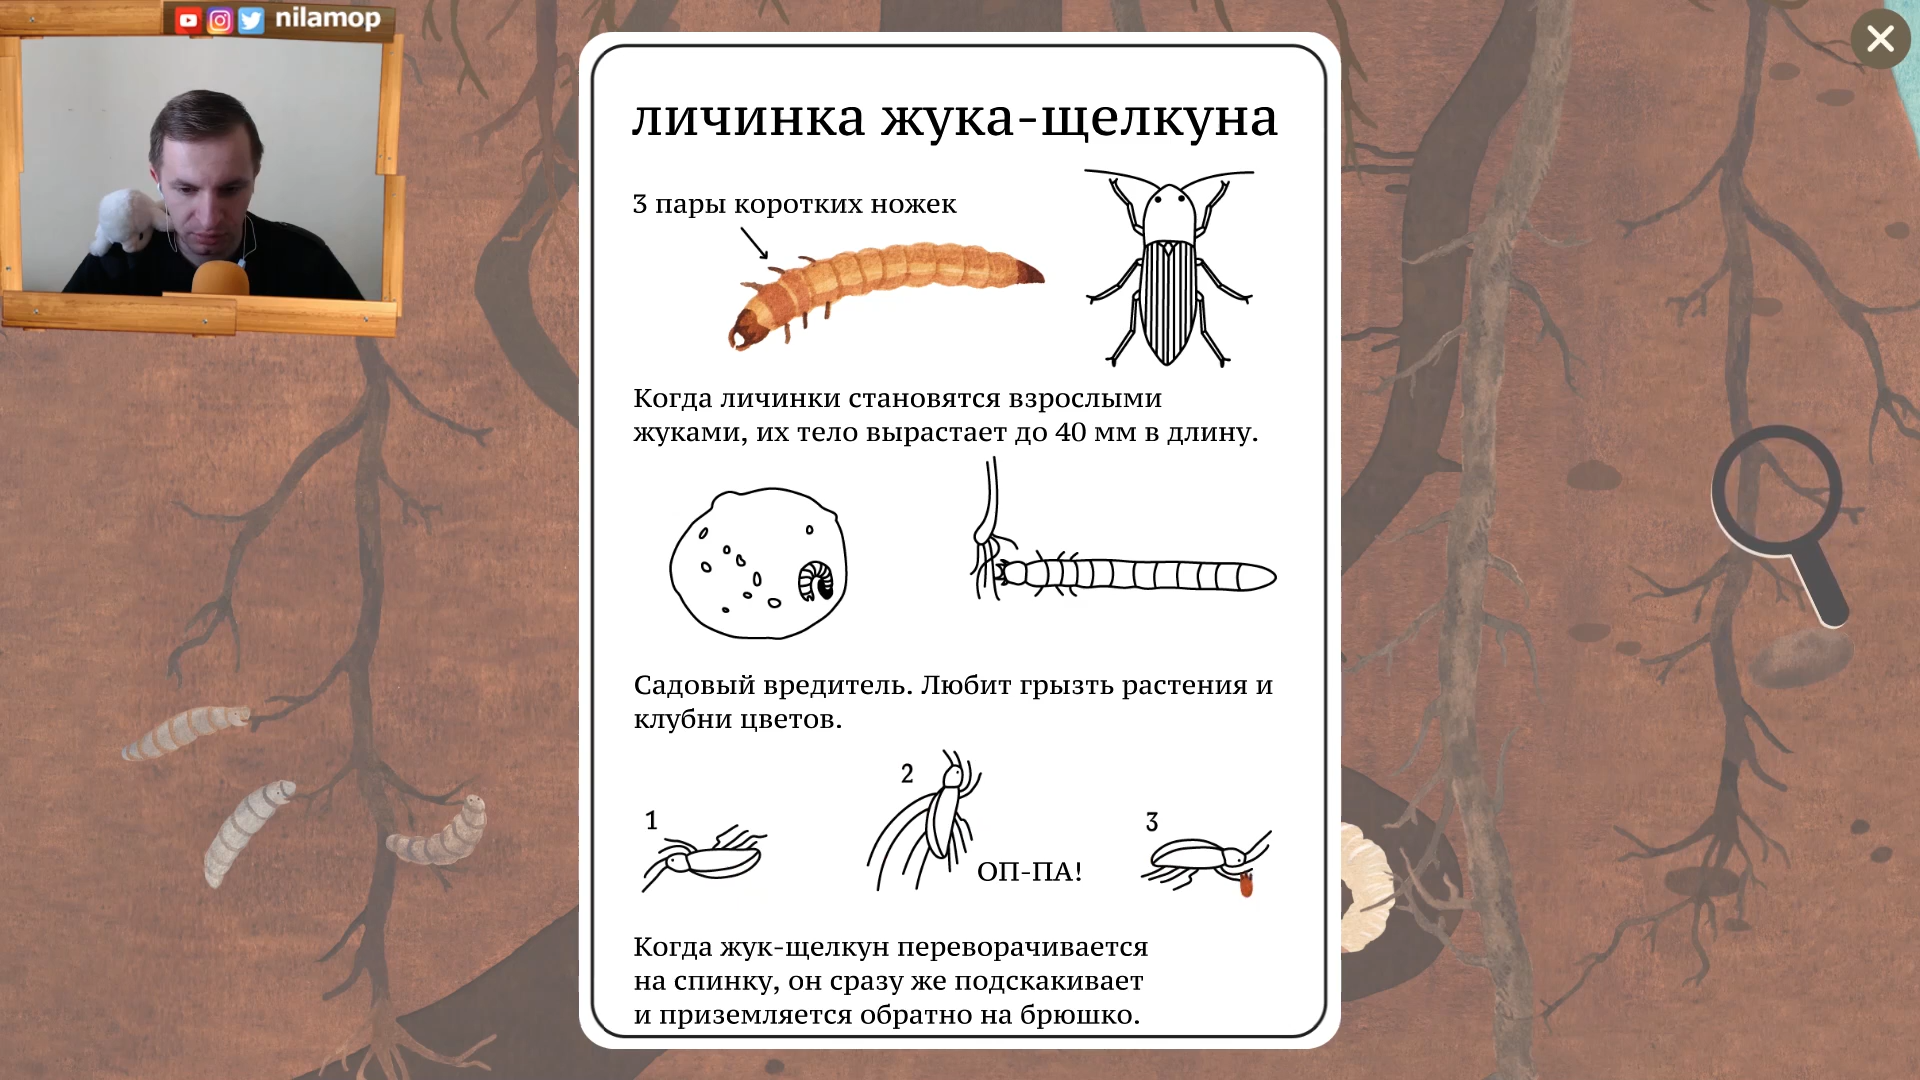 nilamop
личинка жука-щелкуна
3 пары коротких ножек
Когда личинки становятся взрослыми
жуками, их тело вырастает до 40 мм в длину.
Садовый вредитель. Любит грызть растения и
клубни цветов.
1
2
ОП-ПА!
3
Когда жук-щелкун переворачивается
на спинку, он сразу же подскакивает
и приземляется обратно на брюшко.